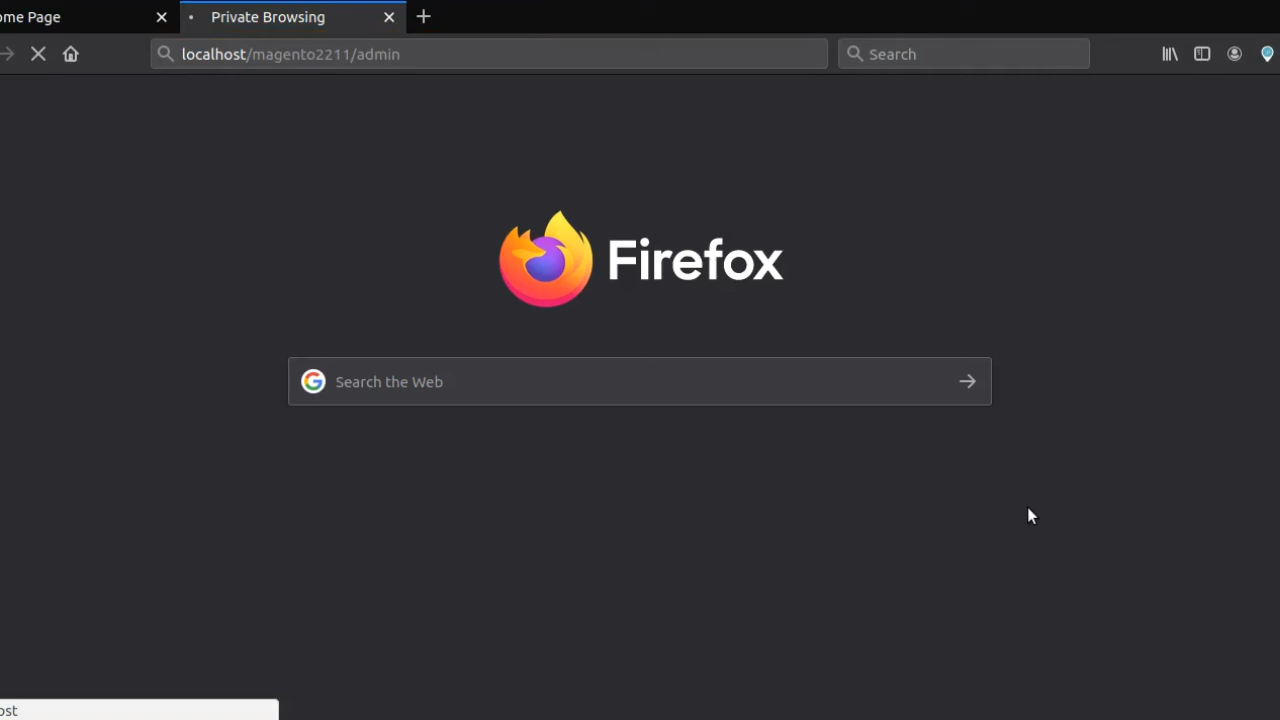 ome Page
Private Browsing
localhost/magento2211/admin
Search
Firefox
Search the Web
ost